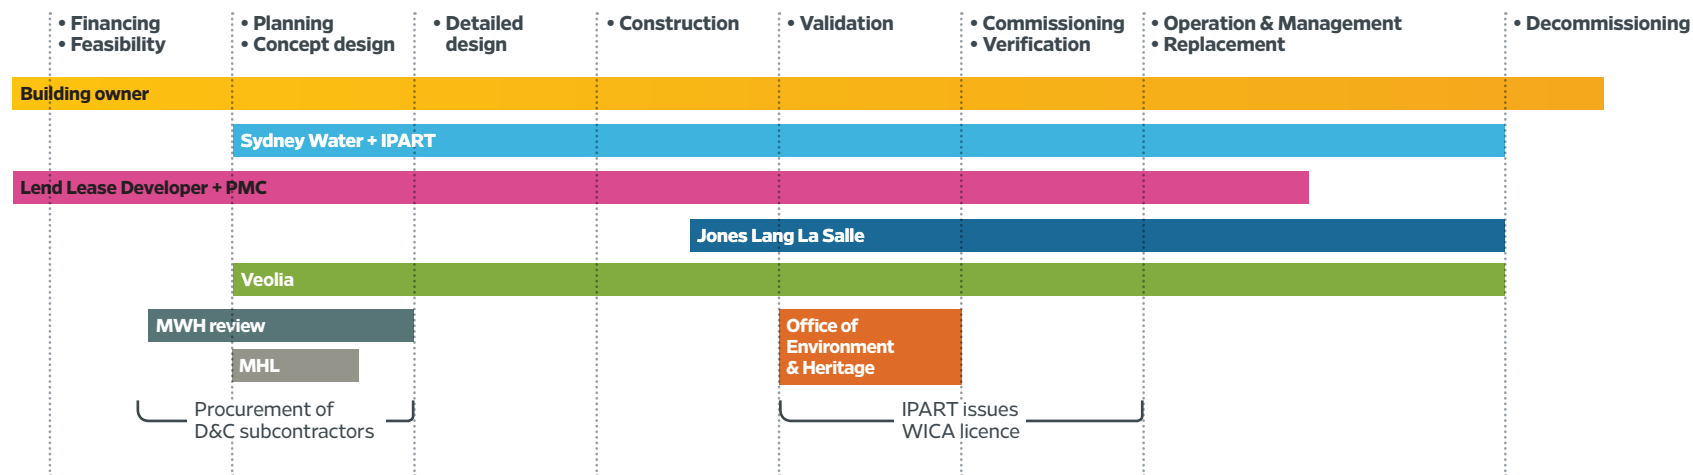 • Financing
• Feasibility
• Planning
• Concept design
• Detailed
design
• Construction
• Validation
• Commissioning
• Verification
• Operation & Management
• Replacement
• Decommissioning
Building owner
Sydney Water + IPART
Lend Lease Developer + PMC
Jones Lang La Salle
Veolia
MWH review
MHL
Office of
Environment
& Heritage
Procurement of
D&C subcontractors
IPART issues
WICA licence